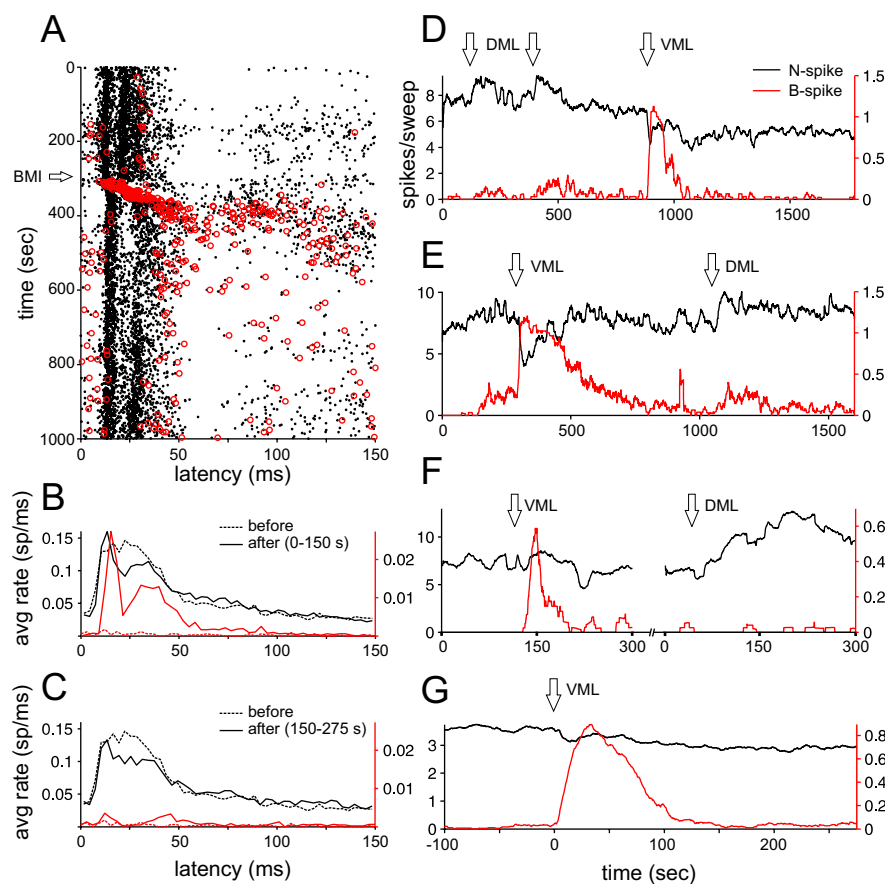 A
0
200
400
600
800
1000
BMI
time (sec)
0
50
100
150
latency (ms)
B
0.15
0.10
0.05
avg rate (sp/ms)
before
after (0-150 s)
0.02
0.01
0
50
100
150
C
0.15
0.10
0.05
avg rate (sp/ms)
before
after (150-275 s)
0.02
0.01
0
50
100
150
latency (ms)
D
DML
VML
N-spike
B-spike
spikes/sweep
8
6
4
2
0
1.5
1
0.5
0
0
500
1000
1500
E
VML
DML
10
5
0
1.5
1
0.5
0
0
500
1000
1500
F
VML
DML
10
5
0
0.6
0.4
0.2
0
0
150
300
0
150
300
G
VML
3
2
1
0
0.8
0.6
0.4
0.2
0
-100
0
100
200
time (sec)